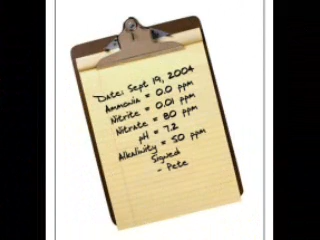 Date: Sept 19, 2004
Ammonia = 0.0 ppm
Nitrite = 0.01 ppm
Nitrate = 80 ppm
pH = 7.2
Alkalinity = 50 ppm
Signed
- Pete